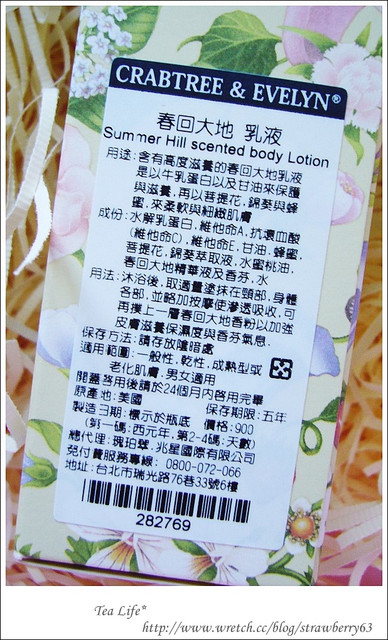 CRABTREE & EVELYN®
春回大地 乳液
Summer Hill scented body Lotion
用途:含有高度滋養的春回大地乳液
是以牛乳蛋白以及甘油來保護
與滋養,再以菩提花,錦葵與蜂
蜜,來柔軟與細緻肌膚
成份:水解乳蛋白,維他命A,抗壞血酸
(維他命C),維他命E,甘油,蜂蜜,
菩提花,錦葵萃取液,水蜜桃油,
春回大地精華液及香芬,水
用法:沐浴後,取適量塗抹在頸部,身體
各部,並略加按摩使滲透吸收,可
再撲上一層春回大地香粉以加強
皮膚滋養保濕度與香芬氣息.
保存方法:請存放陰暗處
適用範圍:一般性,乾性,成熟型或
老化肌膚,男女適用
開蓋啓用後請於24個月內啓用完畢
原產地:美國 保存期限:五年
製造日期:標示於瓶底 價格:900
(第一碼:西元年,第2-4碼:天數)
總代理:瑰珀翠.兆星國際有限公司
免付費服務專線: 0800-072-066
地址:台北市瑞光路76巷33號6樓
282769
Tea Life*
http://www.wretch.cc/blog/strawberry63